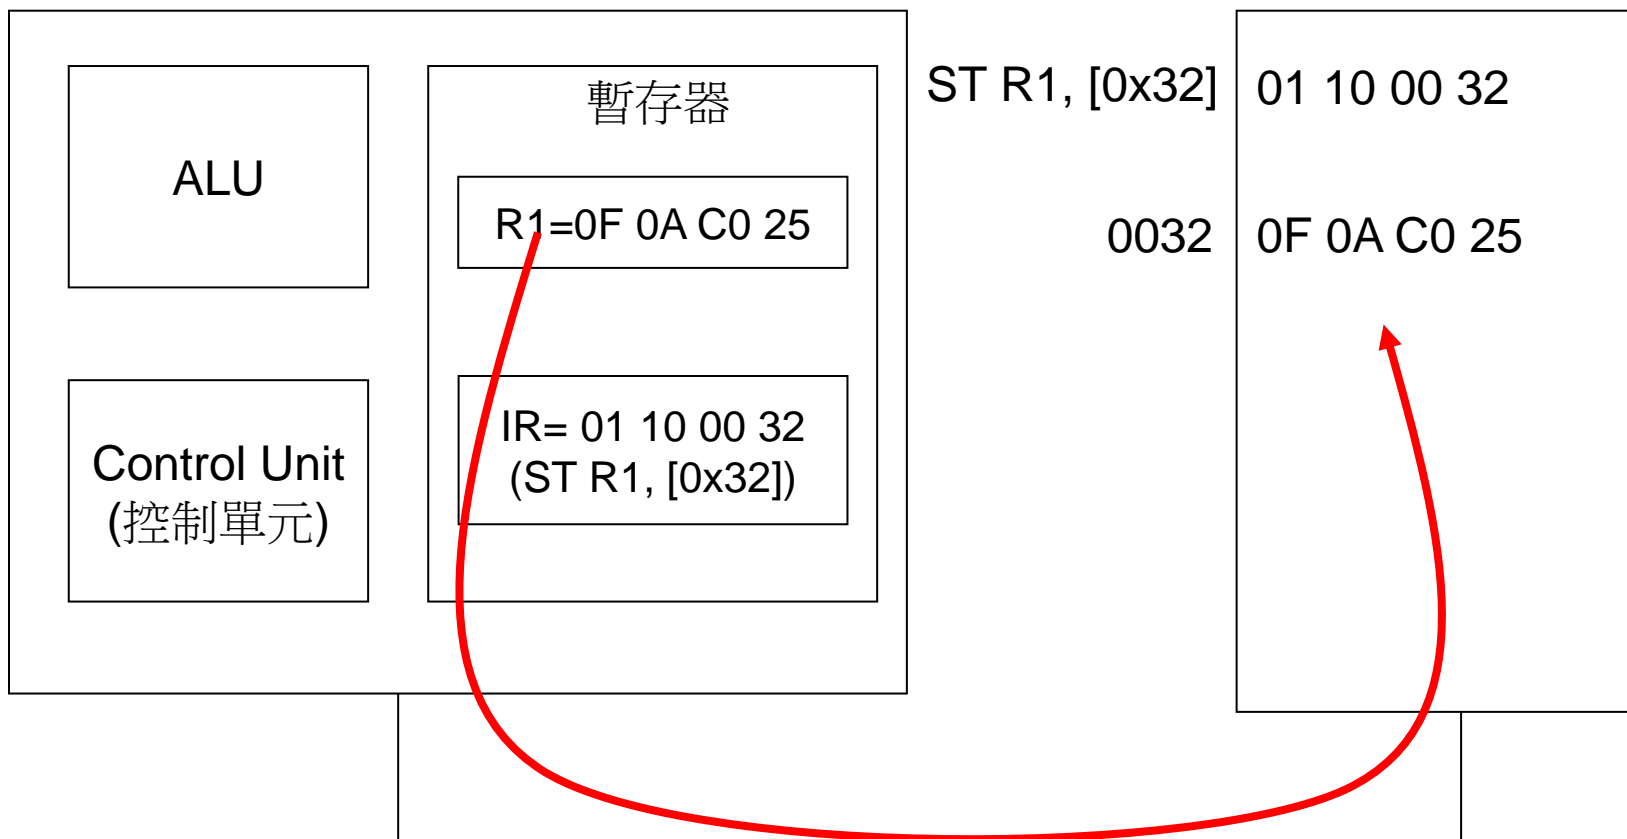 ALU
暫存器
R1=0F 0A C0 25
IR= 01 10 00 32
(ST R1, [0x32])
Control Unit
(控制單元)
ST R1, [0x32] 01 10 00 32
0032 0F 0A C0 25